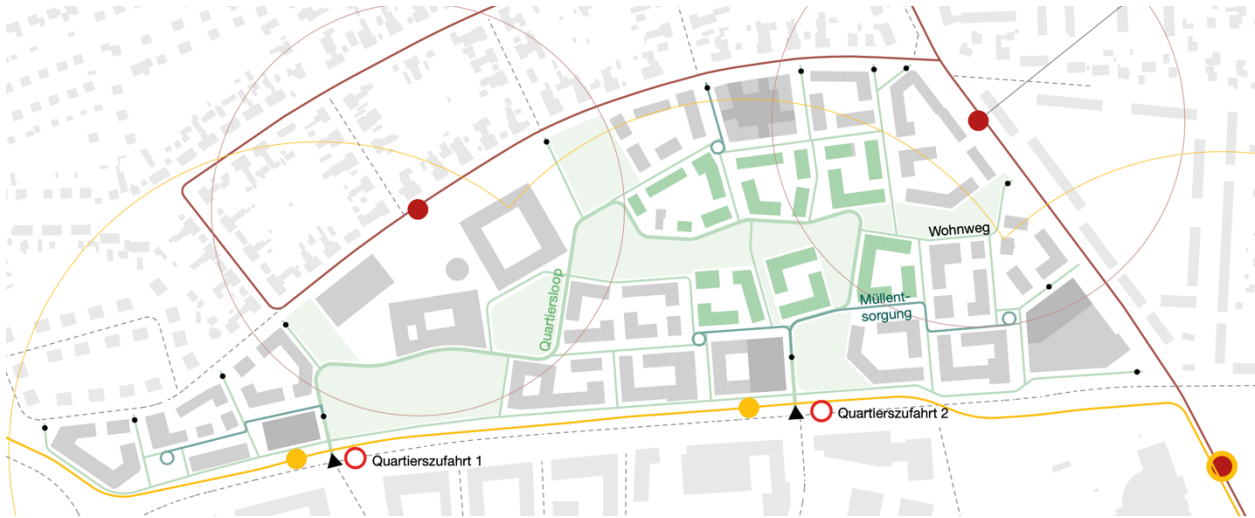 Wohnweg
Quartiersloop
Müllent-
sorgung
Quartierszufahrt 2
Quartierszufahrt 1